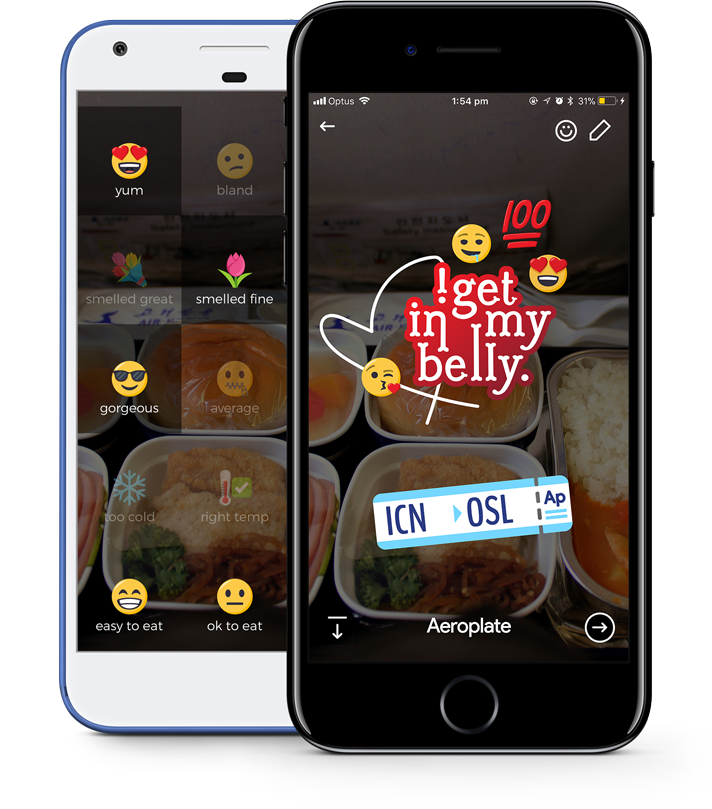 yum
bland
smelled great
smelled fine
gorgeous
average
too cold
right temp
easy to eat
ok to eat
Optus
1:54 pm
31%
100
! get
in my
belly.
ICN
OSL
Ap
Aeroplate